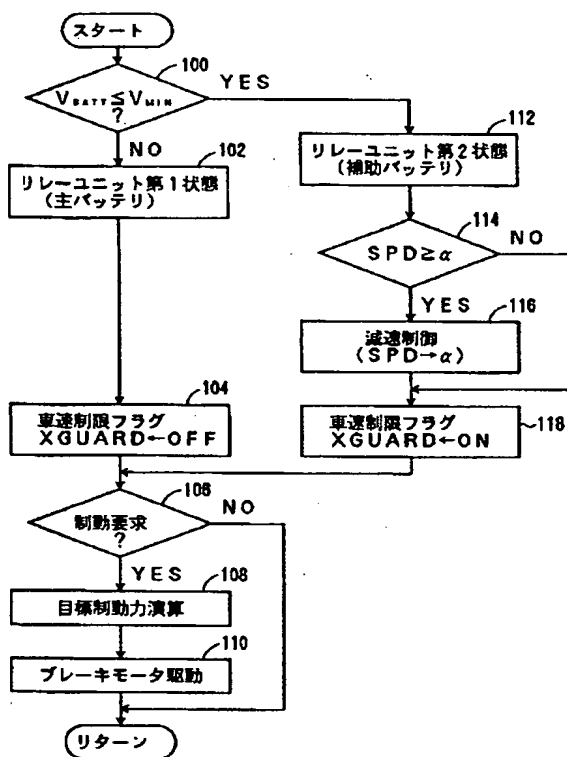 スタート
100
V_BATT≦V_MIN
?
YES
NO
102
リレーユニット第1状態
(主バッテリ)
112
リレーユニット第2状態
(補助バッテリ)
114
SPD≧α
NO
YES
116
減速制御
(SPD→α)
104
車速制限フラグ
XGUARD←OFF
車速制限フラグ
XGUARD←ON
118
106
制動要求
?
NO
YES
108
目標制動力演算
110
ブレーキモータ駆動
リターン